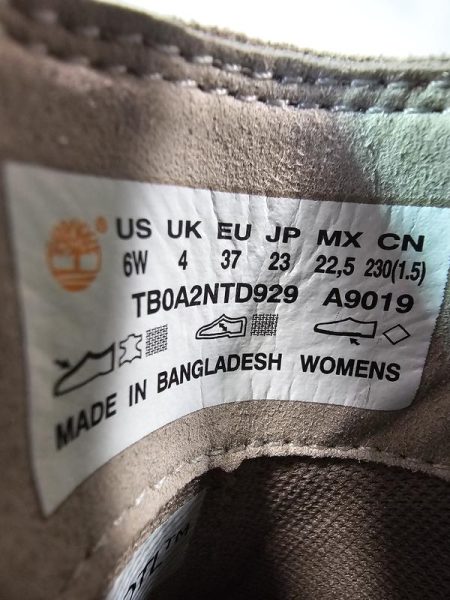 US UK EU JP MX CN
6W 4 37 23 22,5 230(1.5)
TB0A2NTD929 A9019
MADE IN BANGLADESH WOMENS